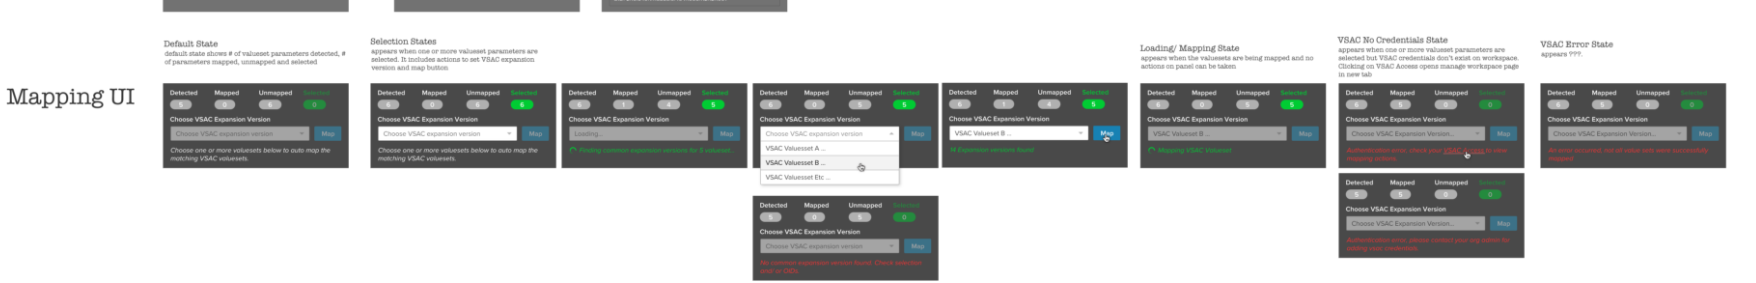 Mapping UI
Default State
default state shows # of valueset parameters detected, #
of parameters mapped, unmapped and selected
Detected Mapped Unmapped Selected
5 0 6 0
Choose VSAC Expansion Version
Choose VSAC expansion version Map
Choose one or more valuesets below to auto map the
matching VSAC valuesets.
Selection States
appears when one or more valueset parameters are
selected. It includes actions to set VSAC expansion
version and map button
Detected Mapped Unmapped Selected
6 0 6 6
Choose VSAC Expansion Version
Choose VSAC expansion version Map
Choose one or more valuesets below to auto map the
matching VSAC valuesets.
Detected Mapped Unmapped Selected
6 1 4 5
Choose VSAC Expansion Version
Loading... Map
Finding common expansion versions for 5 valueset...
Detected Mapped Unmapped Selected
6 0 5 5
Choose VSAC Expansion Version
Choose VSAC expansion version Map
VSAC Valuesset A ...
VSAC Valuesset B ...
VSAC Valuesset Etc ...
Detected Mapped Unmapped Selected
5 0 5 0
Choose VSAC Expansion Version
Choose VSAC expansion version Map
No common expansion version found. Check selection
Detected Mapped Unmapped Selected
6 1 4 5
Choose VSAC Expansion Version
VSAC Valueset B ... Map
14 Expansion versions found
Loading/ Mapping State
appears when the valuesets are being mapped and no
actions on panel can be taken
Detected Mapped Unmapped Selected
6 0 5 5
Choose VSAC Expansion Version
VSAC Valueset B ... Map
Mapping VSAC Valueset
VSAC No Credentials State
appears when one or more valueset parameters are
selected but VSAC credentials don't exist on workspace.
Clicking on VSAC Access opens manage workspace page
in new tab
Detected Mapped Unmapped Selected
6 5 0 0
Choose VSAC Expansion Version
Choose VSAC Expansion Version... Map
Authentication error, check your VSAC Access to view
mapping actions.
Detected Mapped Unmapped Selected
5 5 0 0
Choose VSAC Expansion Version
Choose VSAC Expansion Version... Map
Authentication error, please contact your org admin for
adding vsac credentials
VSAC Error State
appears ???.
Detected Mapped Unmapped Selected
6 5 0 0
Choose VSAC Expansion Version
Choose VSAC Expansion Version... Map
An error occurred, not all value sets were successfully
mapped.